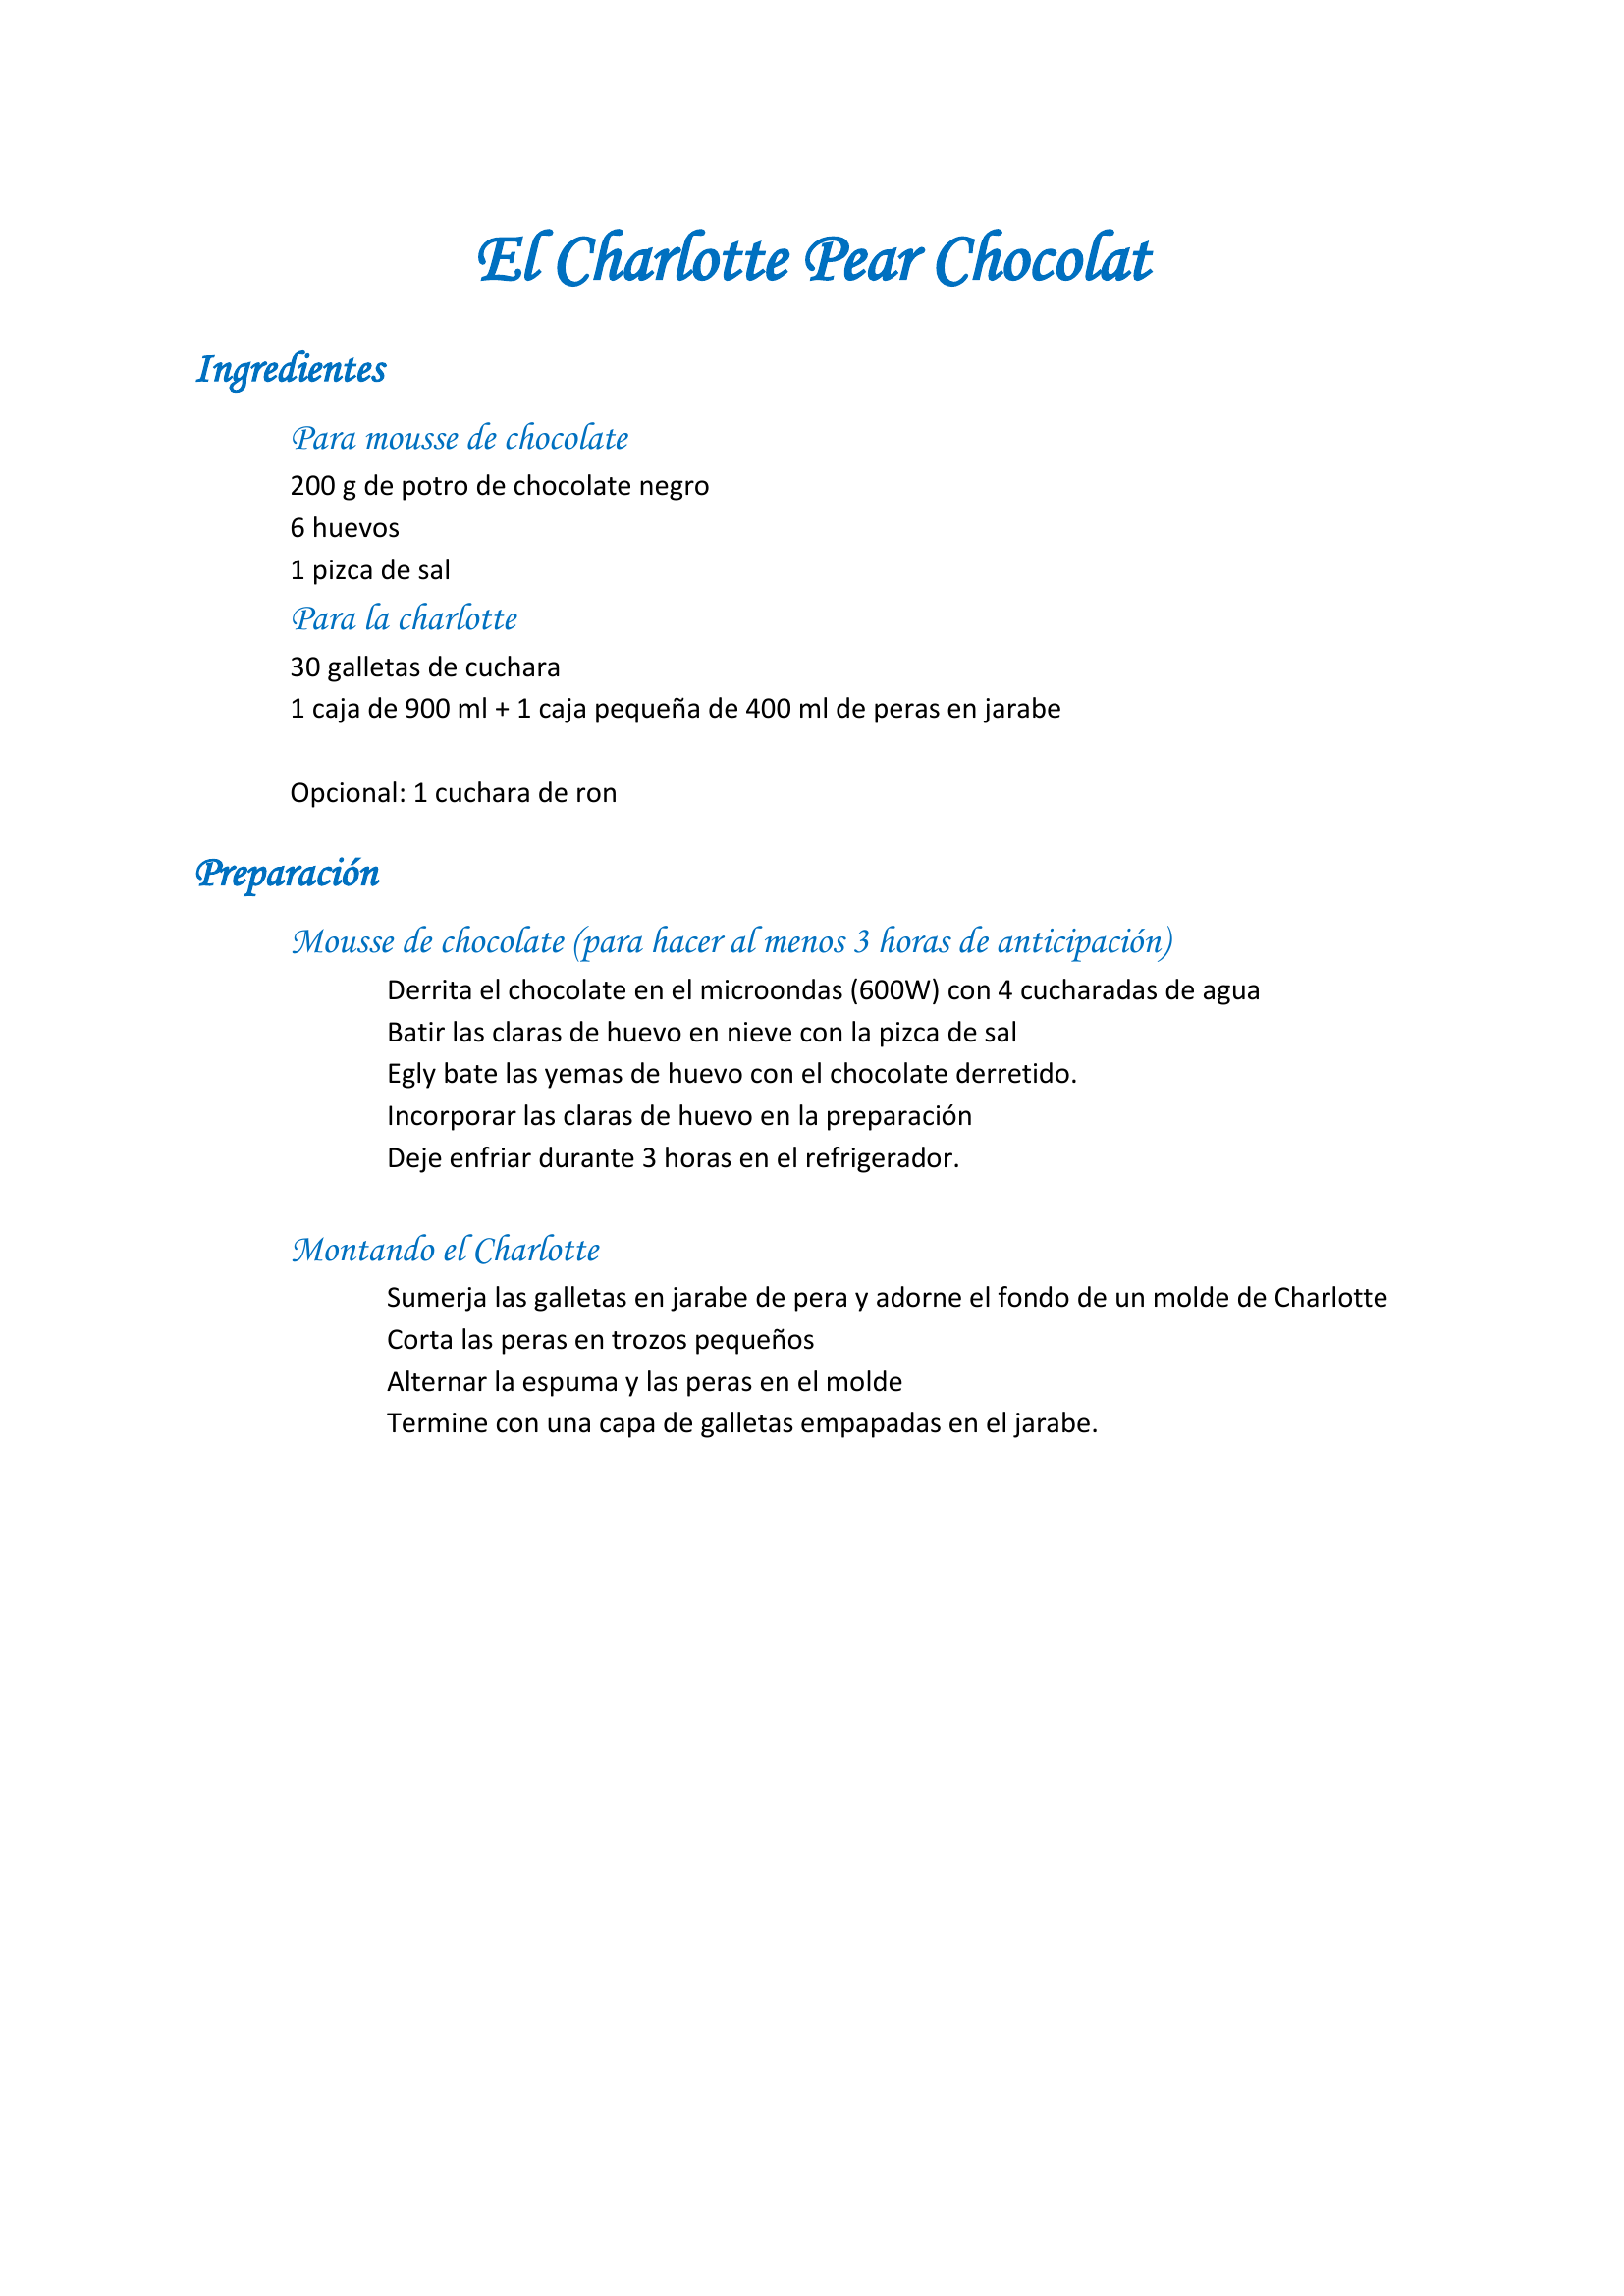 El Charlotte Pear Chocolat
Ingredientes
Para mousse de chocolate
200 g de potro de chocolate negro
6 huevos
1 pizca de sal
Para la charlotte
30 galletas de cuchara
1 caja de 900 ml + 1 caja pequeña de 400 ml de peras en jarabe
Opcional: 1 cuchara de ron
Preparación
Mousse de chocolate (para hacer al menos 3 horas de anticipación)
Derrita el chocolate en el microondas (600W) con 4 cucharadas de agua
Batir las claras de huevo en nieve con la pizca de sal
Egly bate las yemas de huevo con el chocolate derretido.
Incorporar las claras de huevo en la preparación
Deje enfriar durante 3 horas en el refrigerador.
Montando el Charlotte
Sumerja las galletas en jarabe de pera y adorne el fondo de un molde de Charlotte
Corta las peras en trozos pequeños
Alternar la espuma y las peras en el molde
Termine con una capa de galletas empapadas en el jarabe.